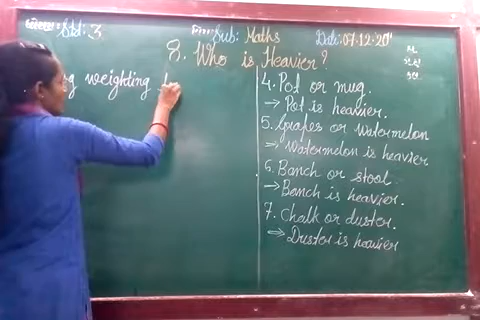 Std: 3
Sub: Maths
Date: 07.12.20
8. Who is Heavier?
weighting
4. Pot or mug.
→ Pot is heavier.
5. Grapes or Watermelon
⇒ Watermelon is heavier
6. Banch or stool.
→ Bench is heavier.
7. Chalk or duster.
⇒ Duster is heavier